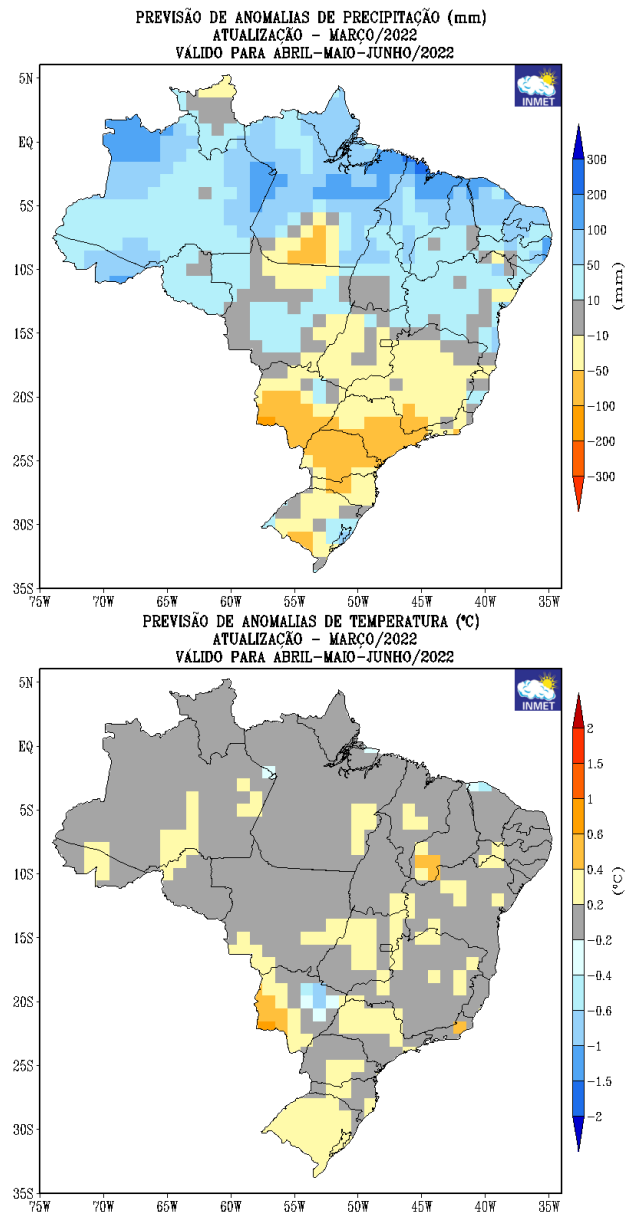 PREVISÃO DE ANOMALIAS DE PRECIPITAÇÃO (mm)
ATUALIZAÇÃO - MARÇO/2022
VÁLIDO PARA ABRIL-MAIO-JUNHO/2022
INMET
5N
EQ
5S
10S
15S
20S
25S
30S
35S
75W 70W 65W 60W 55W 50W 45W 40W 35W
300
200
100
50
10
-10
-50
-100
-200
-300
(mm)
PREVISÃO DE ANOMALIAS DE TEMPERATURA (°C)
ATUALIZAÇÃO - MARÇO/2022
VÁLIDO PARA ABRIL-MAIO-JUNHO/2022
INMET
5N
EQ
5S
10S
15S
20S
25S
30S
35S
75W 70W 65W 60W 55W 50W 45W 40W 35W
2
1.5
1
0.6
0.4
0.2
-0.2
-0.4
-0.6
-1
-1.5
-2
(°C)